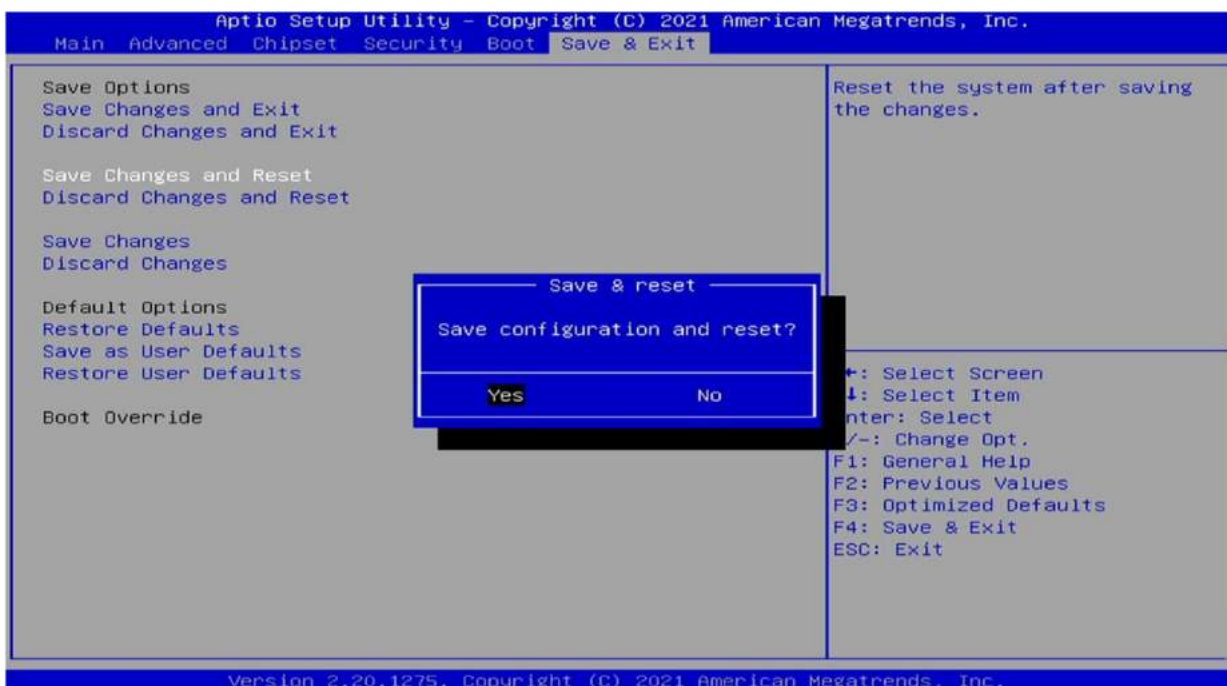 Aptio Setup Utility – Copyright (C) 2021 American Megatrends, Inc.
Main Advanced Chipset Security Boot Save & Exit
Save Options
Save Changes and Exit
Discard Changes and Exit
Save Changes and Reset
Discard Changes and Reset
Save Changes
Discard Changes
Default Options
Restore Defaults
Save as User Defaults
Restore User Defaults
Boot Override
Reset the system after saving
the changes.
Save & reset
Save configuration and reset?
Yes No
←: Select Screen
↓: Select Item
nter: Select
/-: Change Opt.
F1: General Help
F2: Previous Values
F3: Optimized Defaults
F4: Save & Exit
ESC: Exit
Version 2.20.1275. Copyright (C) 2021 American Megatrends, Inc.